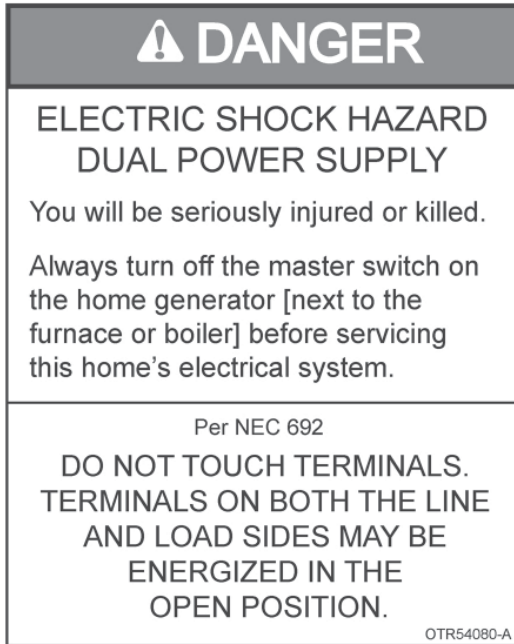 DANGER
ELECTRIC SHOCK HAZARD
DUAL POWER SUPPLY
You will be seriously injured or killed.
Always turn off the master switch on
the home generator [next to the
furnace or boiler] before servicing
this home's electrical system.
Per NEC 692
DO NOT TOUCH TERMINALS.
TERMINALS ON BOTH THE LINE
AND LOAD SIDES MAY BE
ENERGIZED IN THE
OPEN POSITION.
OTR54080-A